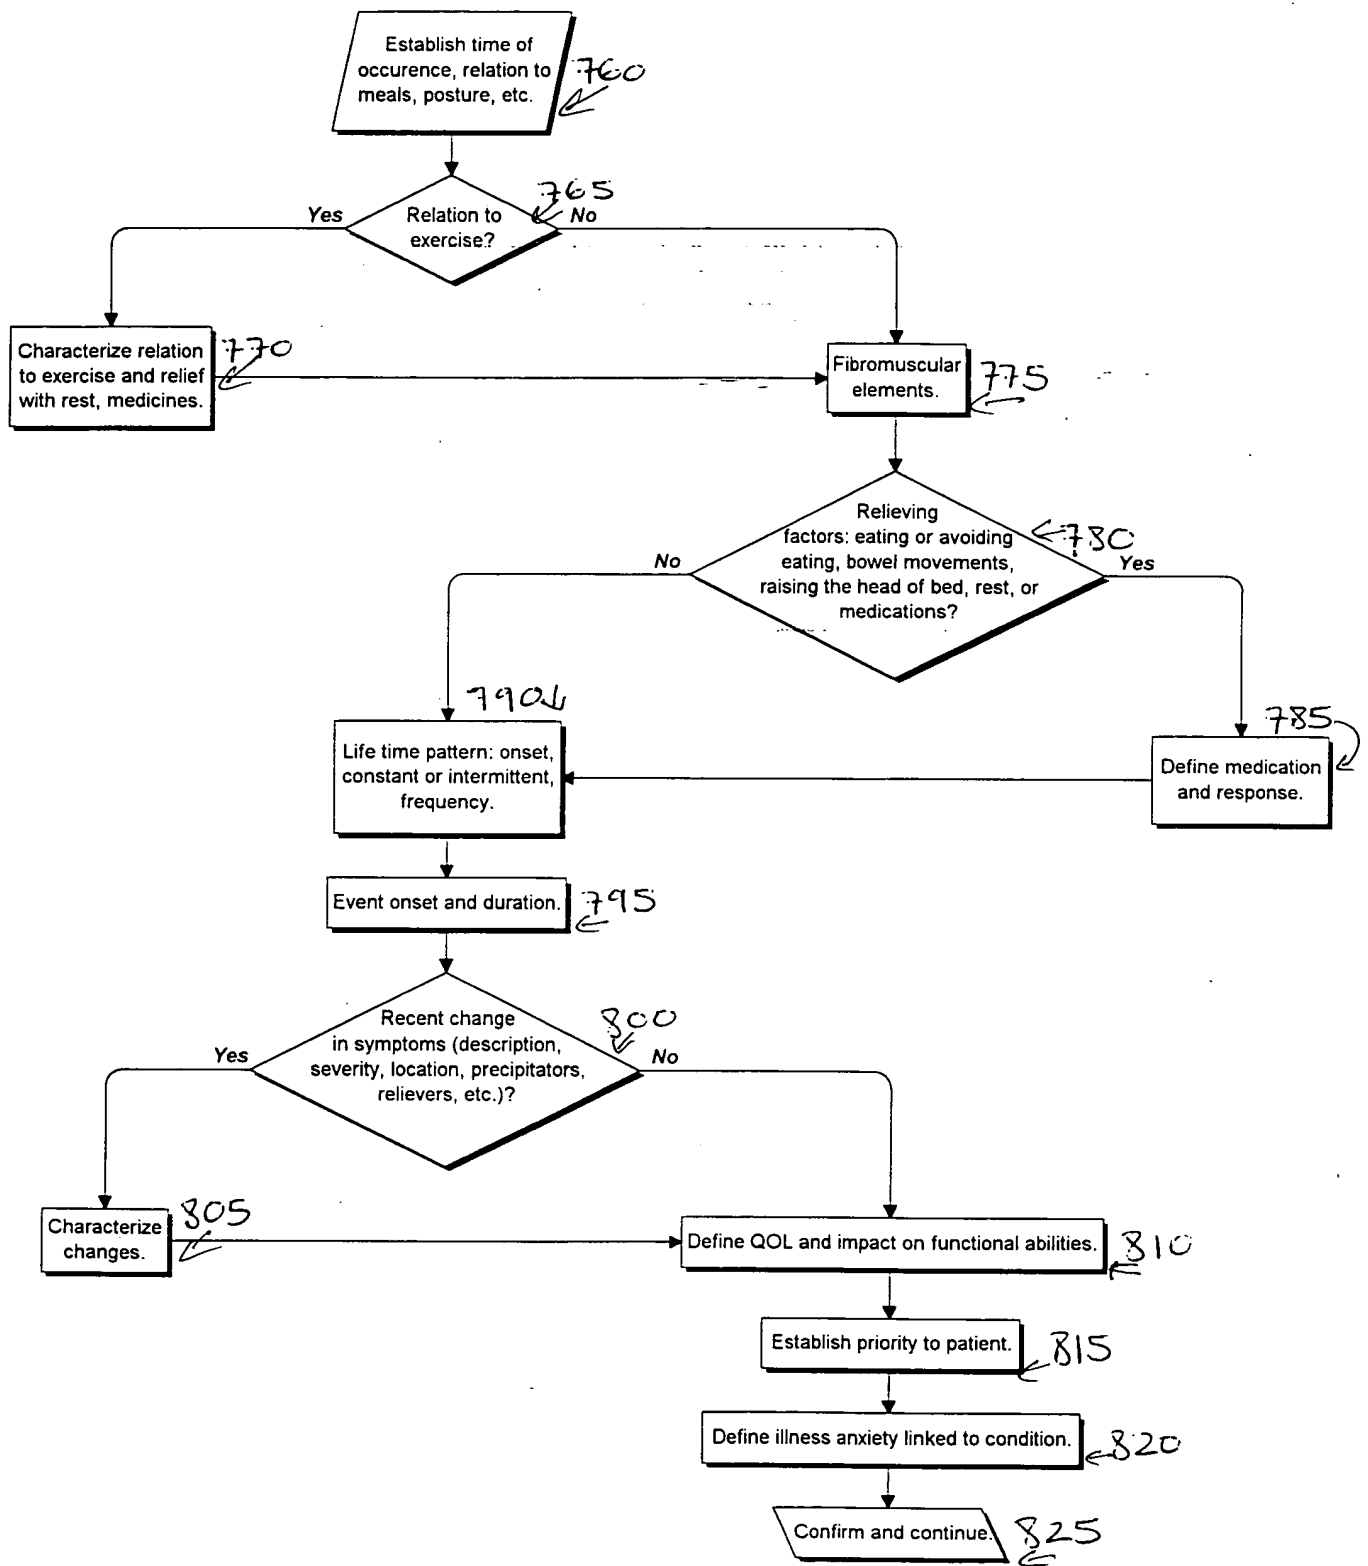 Establish time of
occurence, relation to
meals, posture, etc.
760
765
Yes
No
Relation to
exercise?
Characterize relation
to exercise and relief
with rest, medicines.
770
Fibromuscular
elements.
775
Relieving
factors: eating or avoiding
eating, bowel movements,
raising the head of bed, rest, or
medications?
780
No
Yes
790
Life time pattern: onset,
constant or intermittent,
frequency.
785
Define medication
and response.
Event onset and duration.
795
Recent change
in symptoms (description,
severity, location, precipitators,
relievers, etc.)?
800
Yes
No
Characterize
changes.
805
Define QOL and impact on functional abilities.
810
Establish priority to patient.
815
Define illness anxiety linked to condition.
820
Confirm and continue.
825